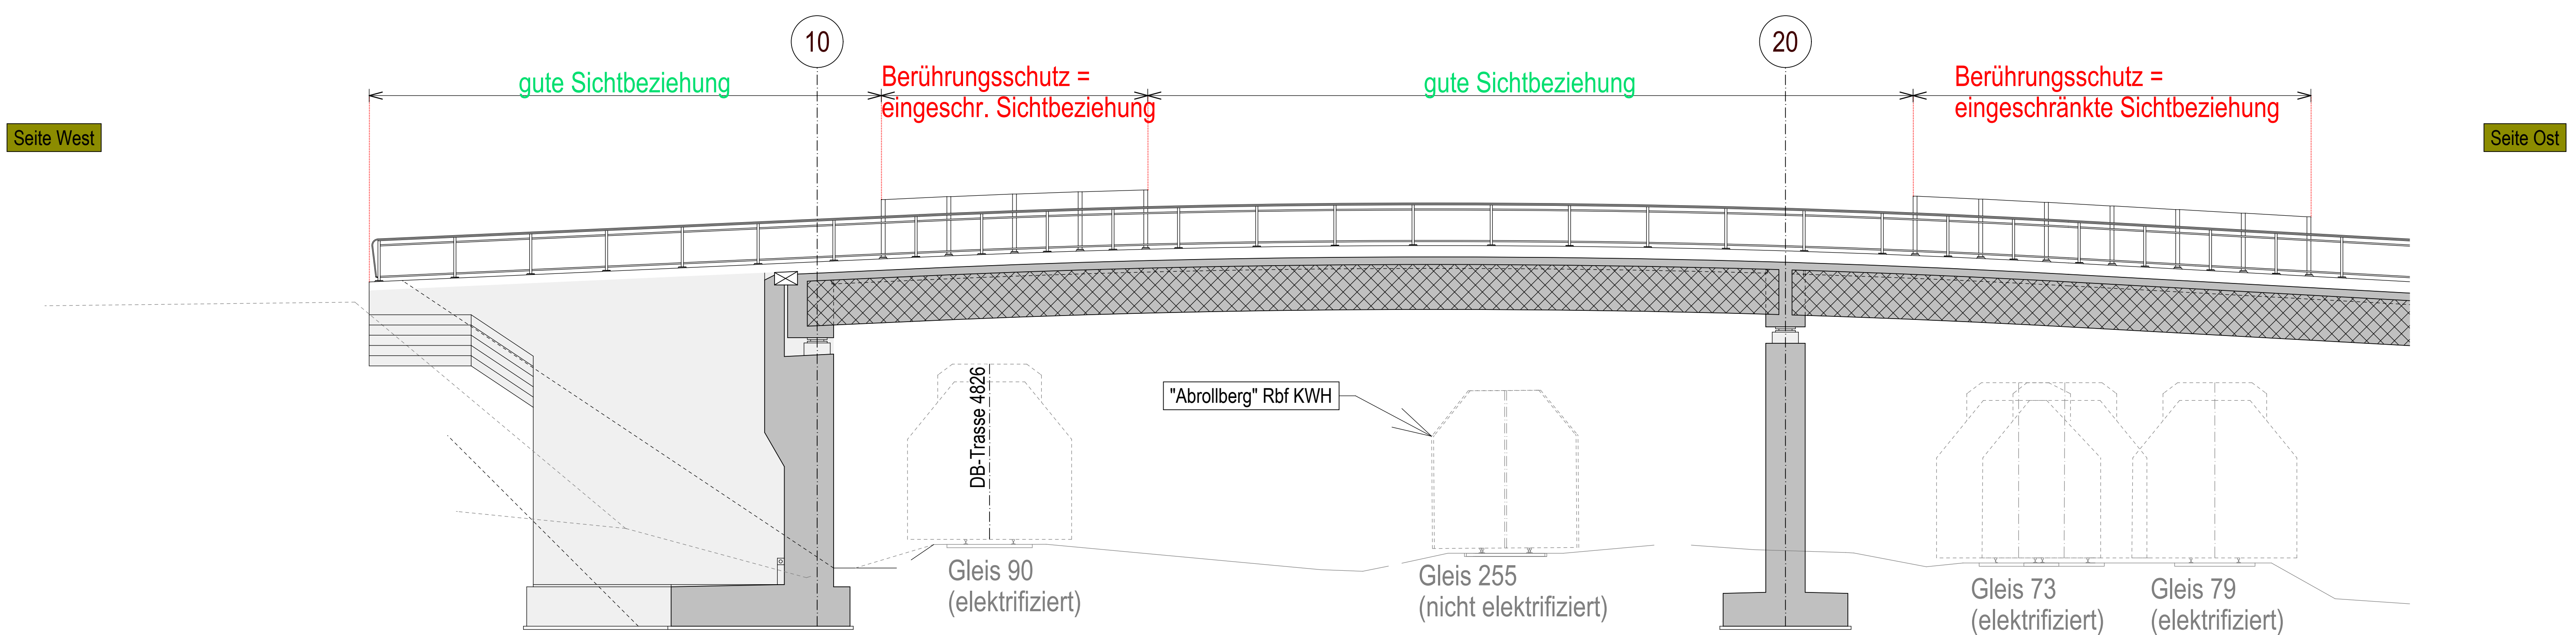 10
20
gute Sichtbeziehung
Berührungsschutz =
eingeschr. Sichtbeziehung
gute Sichtbeziehung
Berührungsschutz =
eingeschränkte Sichtbeziehung
Seite West
Seite Ost
DB-Trasse 4826
"Abrollberg" Rbf KWH
Gleis 90
(elektrifiziert)
Gleis 255
(nicht elektrifiziert)
Gleis 73
(elektrifiziert)
Gleis 79
(elektrifiziert)